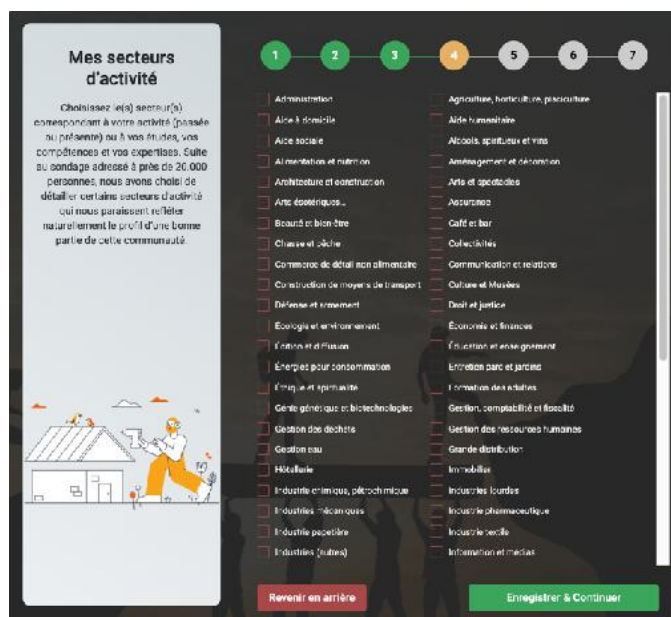 Mes secteurs
d'activité
Choisissez le(s) secteur(s)
correspondant à votre activité (passée
ou présente) ou à vos études, vos
compétences et vos expertises. Suite
au sondage adressé à près de 20.000
personnes, nous avons choisi de
détailler certains secteurs d'activité
qui nous paraissent refléter
naturellement le profil d'une bonne
partie de cette communauté.
1 2 3 4 5 6 7
Administration
Agriculture, horticulture, pisciculture
Aide à domicile
Aide humanitaire
Aide sociale
Alcools, spiritueux et vins
Alimentation et nutrition
Aménagement et décoration
Architecture et construction
Arts et spectacles
Arts ésotériques...
Assurance
Beauté et bien-être
Café et bar
Chasse et pêche
Collectivités
Commerce de détail non alimentaire
Communication et relations
Construction de moyens de transport
Culture et Musées
Défense et armement
Droit et justice
Écologie et environnement
Économie et finances
Édition et diffusion
Éducation et enseignement
Énergies pour consommation
Entretien parc et jardins
Éthique et spiritualité
Formation des adultes
Génie génétique et biotechnologies
Gestion, comptabilité et fiscalité
Gestion des déchets
Gestion des ressources humaines
Gestion eau
Grande distribution
Hôtellerie
Immobilier
Industrie chimique, pétrochimique
Industries lourdes
Industries mécaniques
Industrie pharmaceutique
Industrie papetière
Industrie textile
Industries (autres)
Information et médias
Revenir en arrière
Enregistrer & Continuer